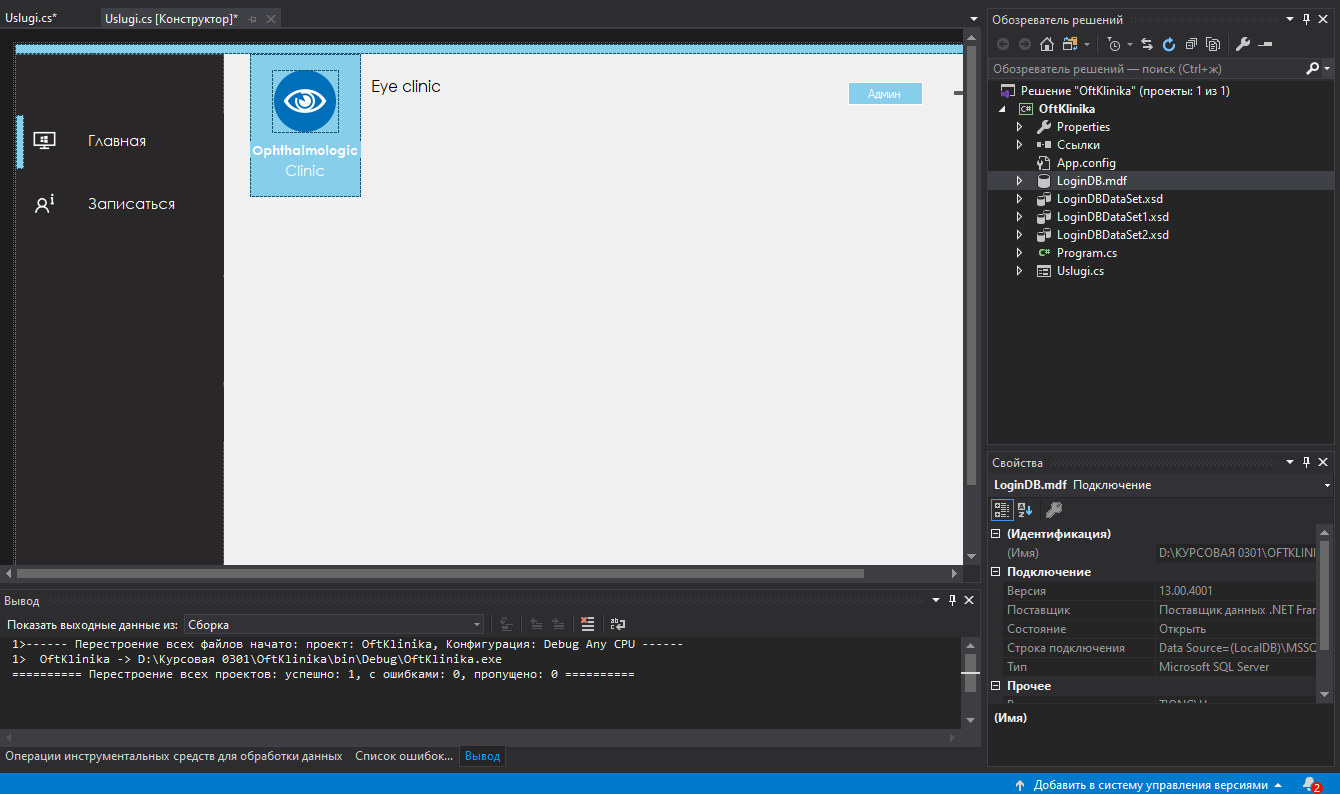 Uslugi.cs*
Uslugi.cs [Конструктор]*
Eye clinic
Админ
Главная
Ophthalmologic
Clinic
Записаться
Обозреватель решений
Обозреватель решений — поиск (Ctrl+ж)
Решение "OftKlinika" (проекты: 1 из 1)
C# OftKlinika
Properties
Ссылки
App.config
LoginDB.mdf
LoginDBDataSet.xsd
LoginDBDataSet1.xsd
LoginDBDataSet2.xsd
C# Program.cs
Uslugi.cs
Свойства
LoginDB.mdf Подключение
(Идентификация)
(Имя) D:\КУРСОВАЯ 0301\OFTKLINI
Подключение
Версия 13.00.4001
Поставщик Поставщик данных .NET Fran
Состояние Открыть
Строка подключения Data Source=(LocalDB)\MSSQ
Тип Microsoft SQL Server
Прочее
(Имя)
Вывод
Показать выходные данные из: Сборка
1>------ Перестроение всех файлов начато: проект: OftKlinika, Конфигурация: Debug Any CPU ------
1> OftKlinika -> D:\Курсовая 0301\OftKlinika\bin\Debug\OftKlinika.exe
========== Перестроение всех проектов: успешно: 1, с ошибками: 0, пропущено: 0 ==========
Операции инструментальных средств для обработки данных Список ошибок... Вывод
Добавить в систему управления версиями 2